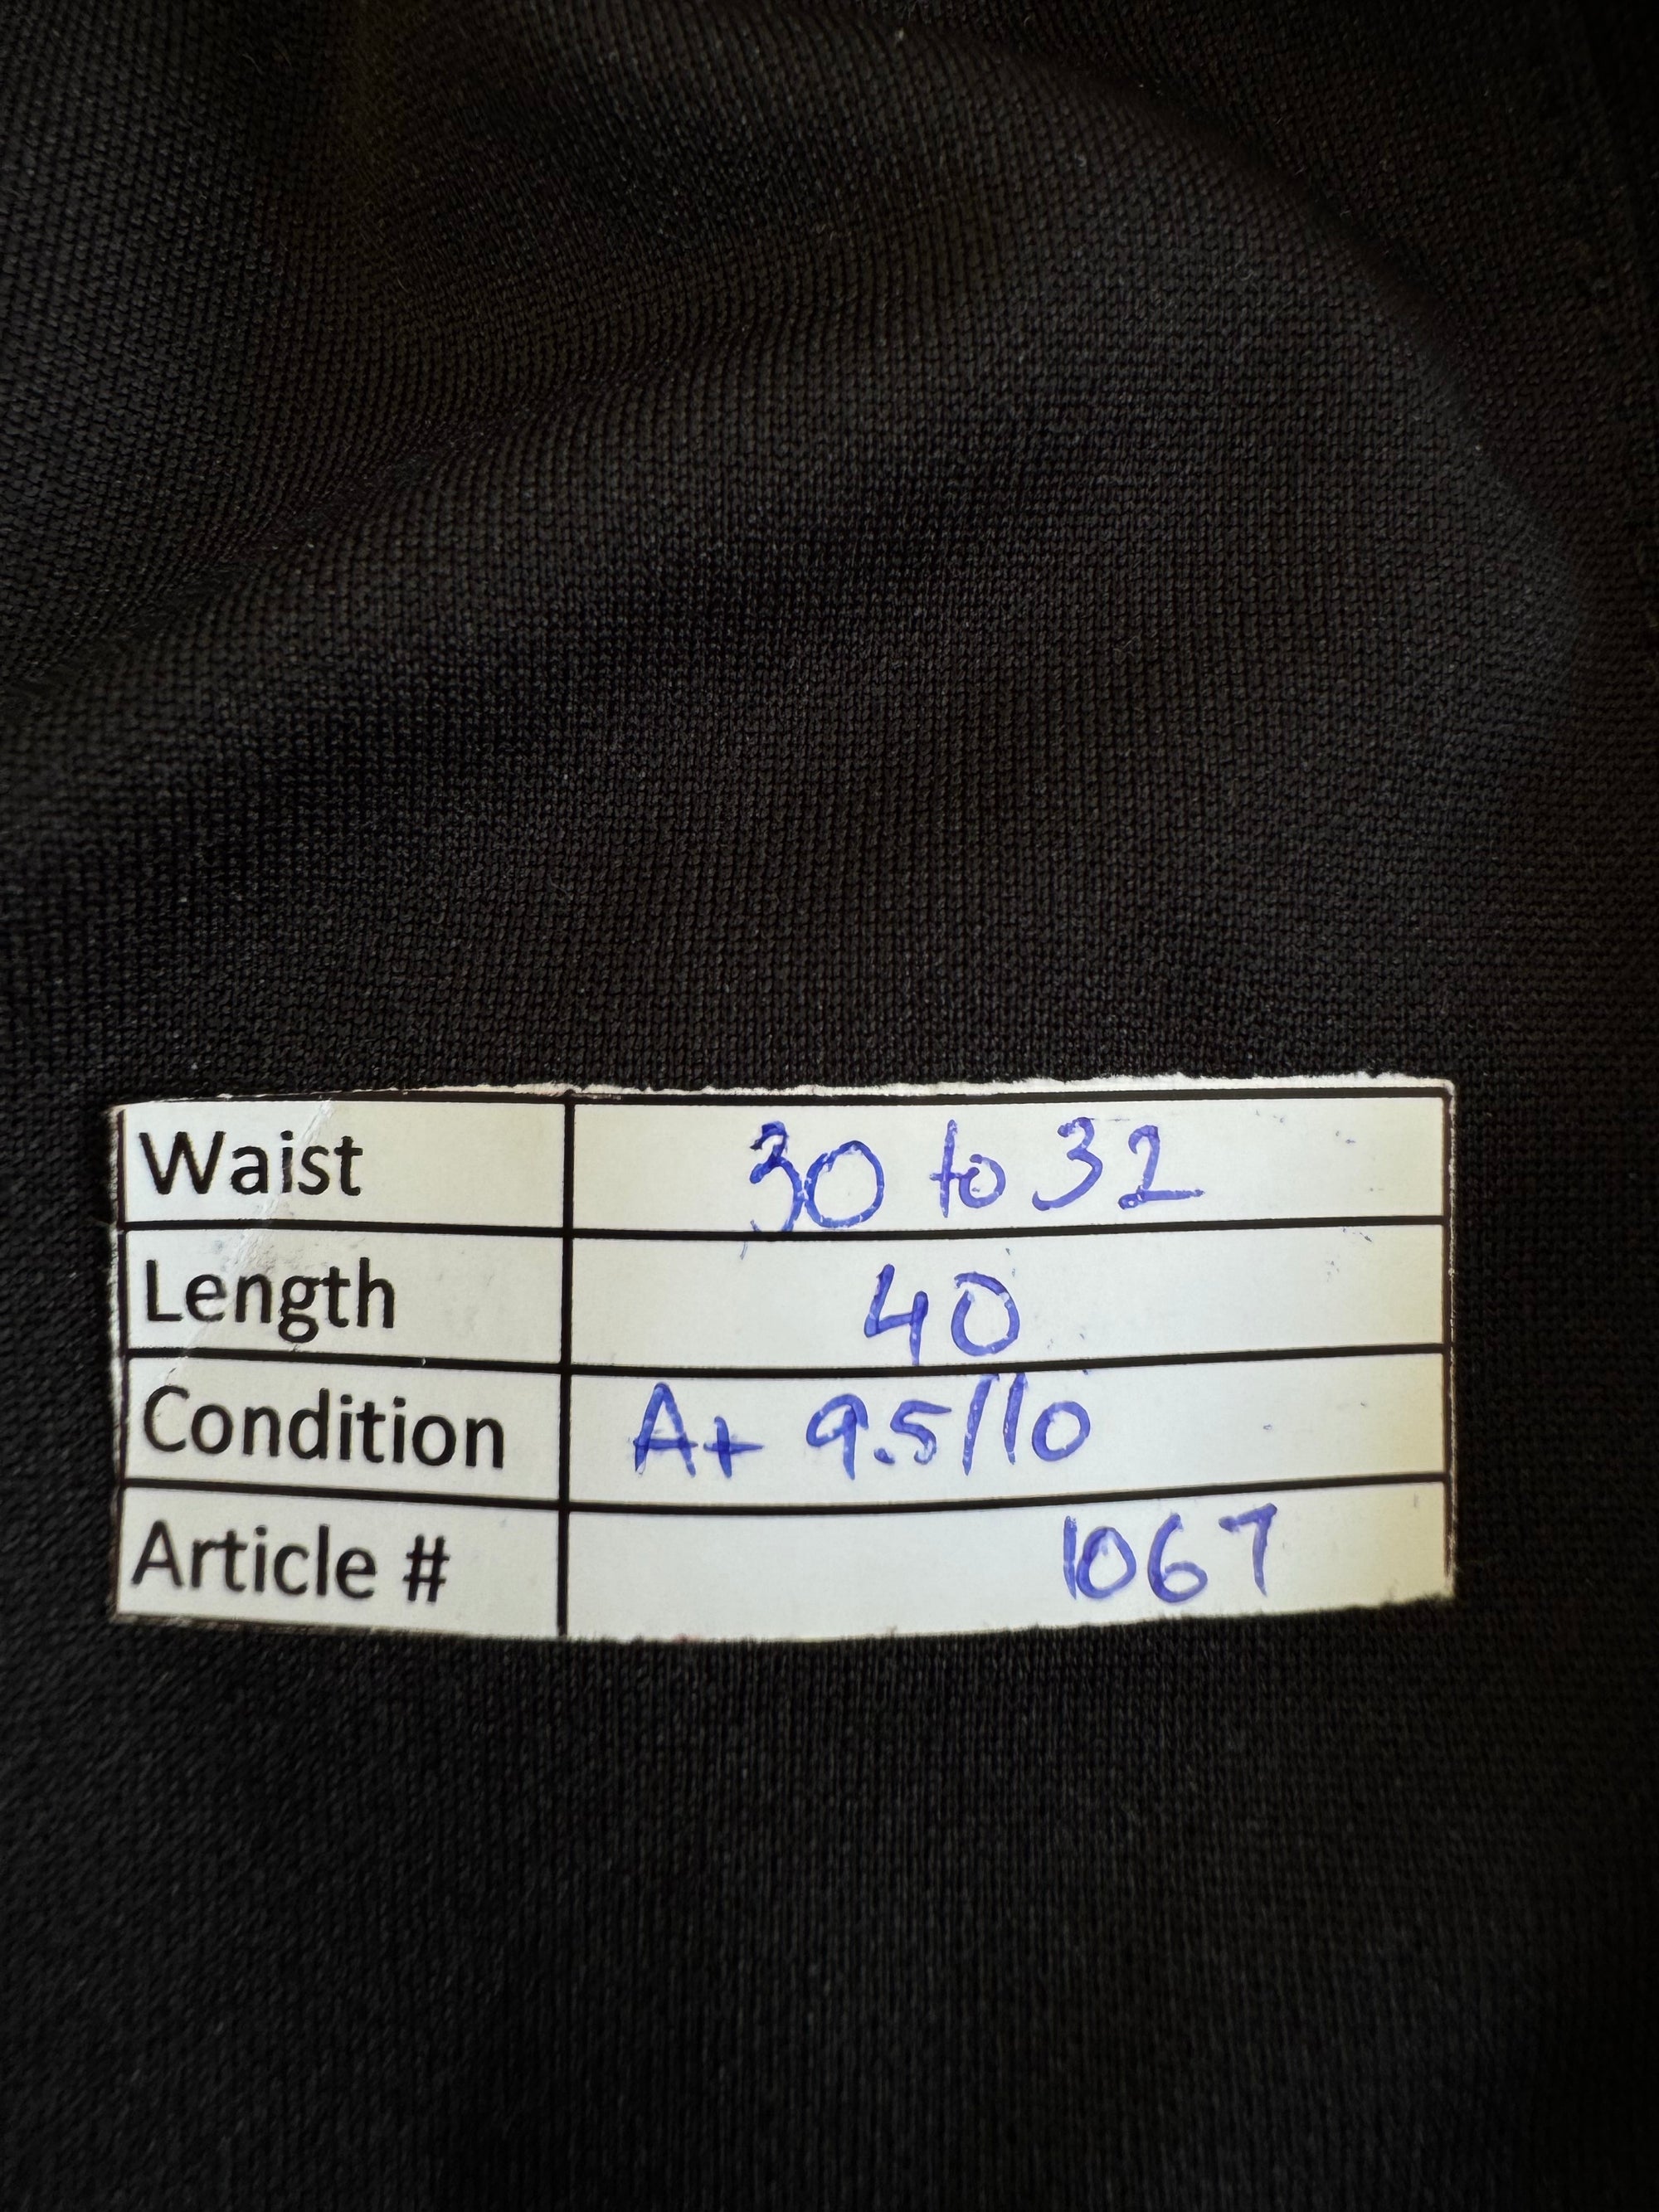 Waist 30 to 32
Length 40
Condition A+ 9.5/10
Article # 1067